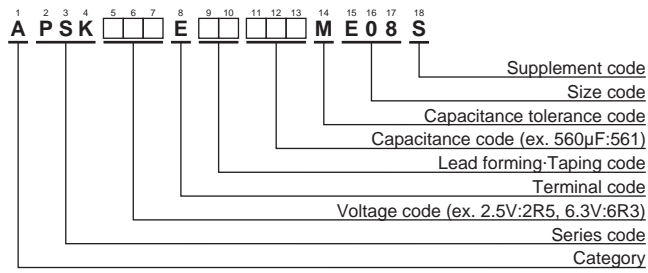 1 2 3 4 5 6 7 8 9 10 11 12 13 14 15 16 17 18
A PSK E M E08 S
Supplement code
Size code
Capacitance tolerance code
Capacitance code (ex. 560µF:561)
Lead forming·Taping code
Terminal code
Voltage code (ex. 2.5V:2R5, 6.3V:6R3)
Series code
Category